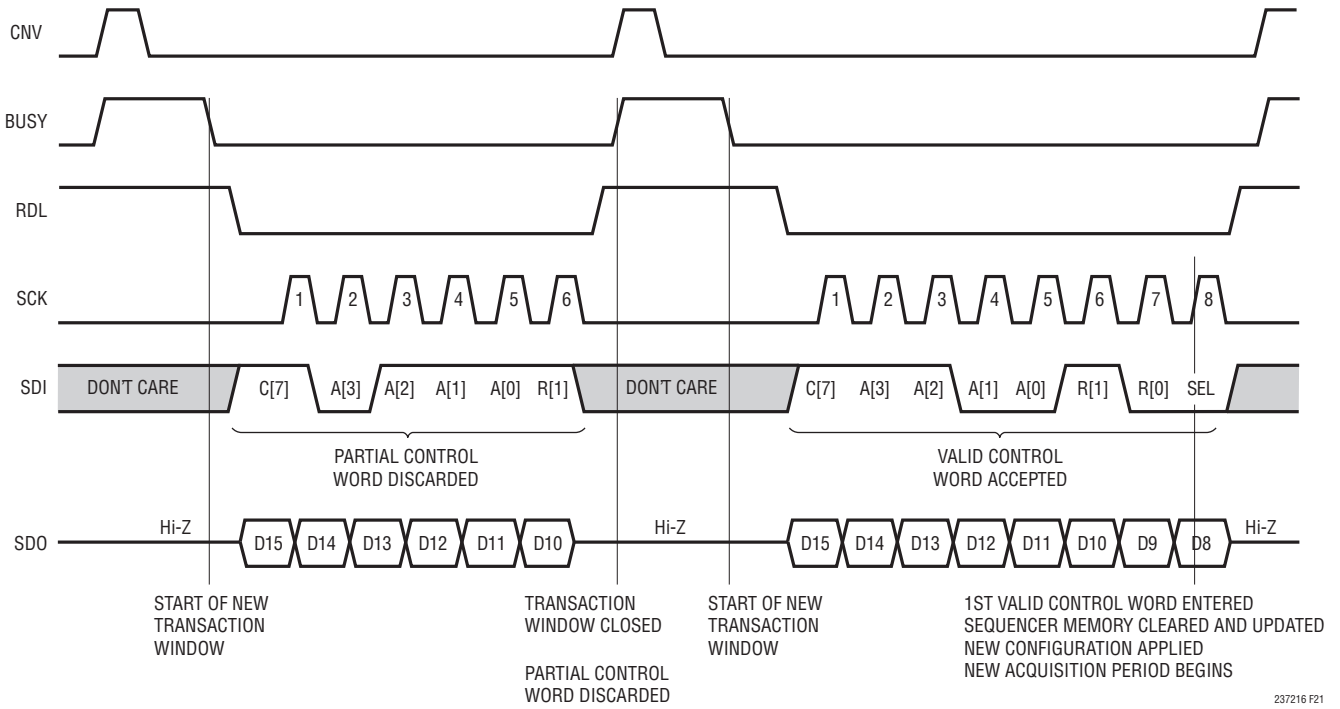 CNV
BUSY
RDL
SCK
1 2 3 4 5 6
1 2 3 4 5 6 7 8
SDI
DON'T CARE
C[7] A[3] A[2] A[1] A[0] R[1]
DON'T CARE
C[7] A[3] A[2] A[1] A[0] R[1] R[0] SEL
PARTIAL CONTROL
WORD DISCARDED
VALID CONTROL
WORD ACCEPTED
SDO
Hi-Z
D15 D14 D13 D12 D11 D10
Hi-Z
D15 D14 D13 D12 D11 D10 D9 D8
Hi-Z
START OF NEW
TRANSACTION
WINDOW
TRANSACTION
WINDOW CLOSED
PARTIAL CONTROL
WORD DISCARDED
START OF NEW
TRANSACTION
WINDOW
1ST VALID CONTROL WORD ENTERED
SEQUENCER MEMORY CLEARED AND UPDATED
NEW CONFIGURATION APPLIED
NEW ACQUISITION PERIOD BEGINS
237216 F21